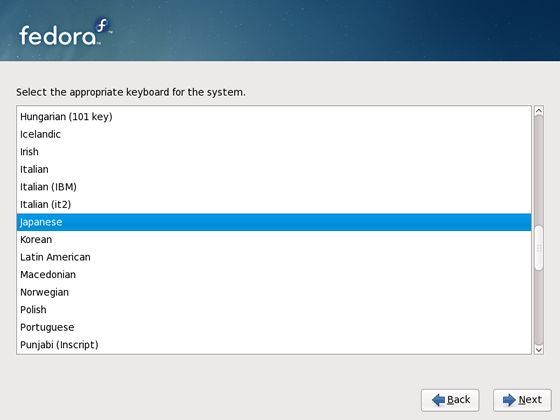 fedora
Select the appropriate keyboard for the system.
Hungarian (101 key)
Icelandic
Irish
Italian
Italian (IBM)
Italian (it2)
Japanese
Korean
Latin American
Macedonian
Norwegian
Polish
Portuguese
Punjabi (Inscript)
Back
Next